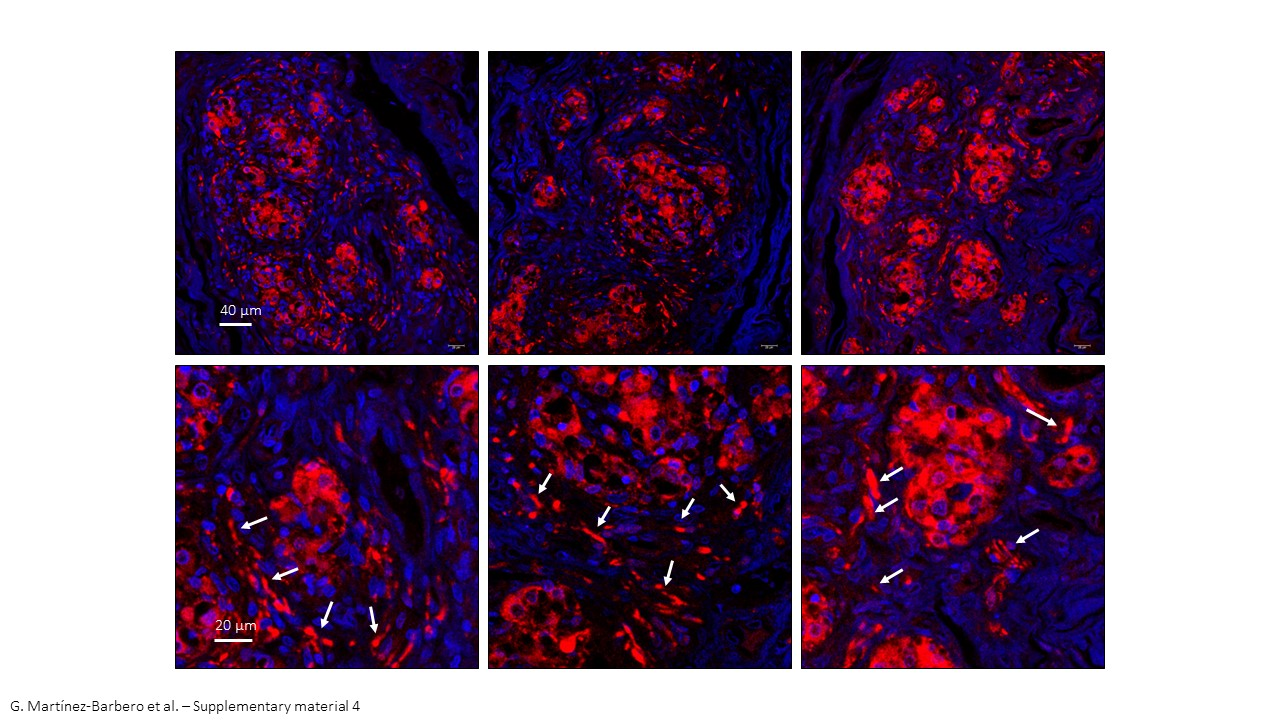 40 µm
20 µm
G. Martínez-Barbero et al. – Supplementary material 4